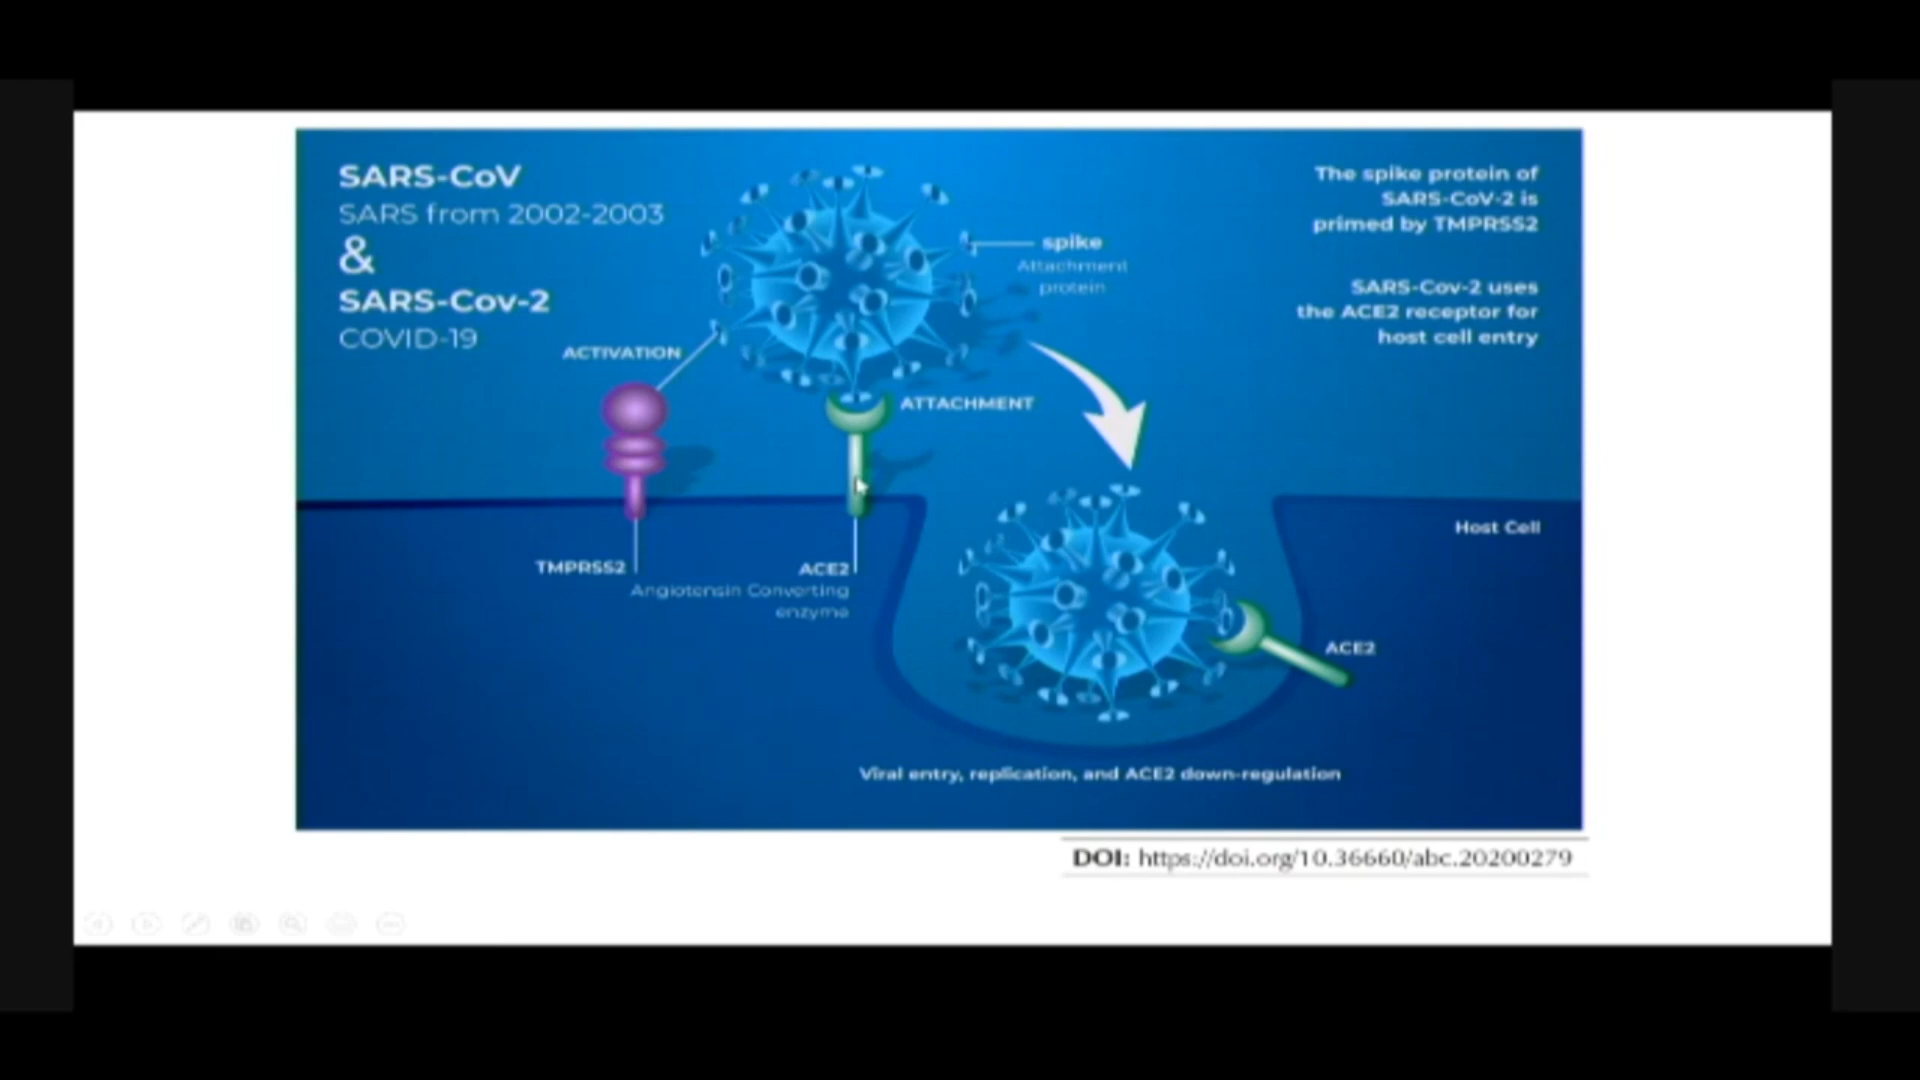 SARS-CoV
SARS from 2002-2003
&
SARS-Cov-2
COVID-19
The spike protein of
SARS-CoV-2 is
primed by TMPRSS2
SARS-Cov-2 uses
the ACE2 receptor for
host cell entry
spike
Attachment
protein
ACTIVATION
ATTACHMENT
Host Cell
TMPRSS2
ACE2
Angiotensin Converting
enzyme
ACE2
Viral entry, replication, and ACE2 down-regulation
DOI: https://doi.org/10.36660/abc.20200279